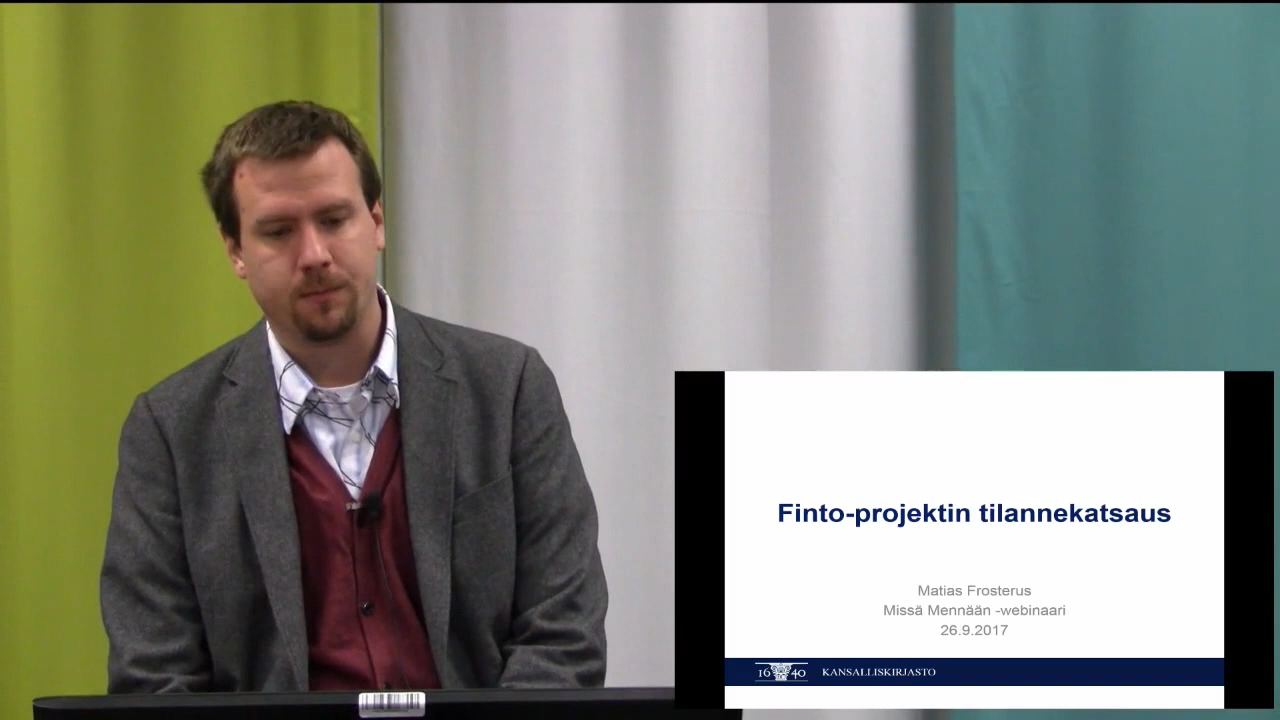 Finto-projektin tilannekatsaus
Matias Frosterus
Missä Mennään -webinaari
26.9.2017
16 40 KANSALLISKIRJASTO